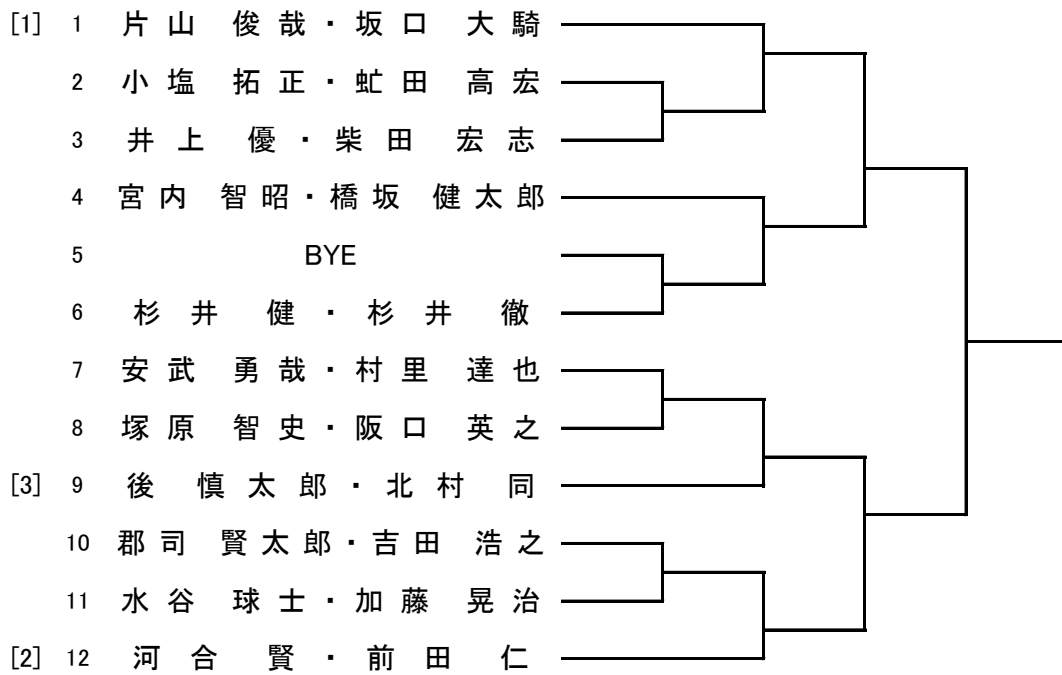 [1] 1 片山 俊哉・坂口 大騎
2 小塩 拓正・虻田 高宏
3 井上 優・柴田 宏志
4 宮内 智昭・橋坂 健太郎
5 BYE
6 杉井 健・杉井 徹
7 安武 勇哉・村里 達也
8 塚原 智史・阪口 英之
[3] 9 後 慎太郎・北村 同
10 郡司 賢太郎・吉田 浩之
11 水谷 球士・加藤 晃治
[2] 12 河合 賢・前田 仁